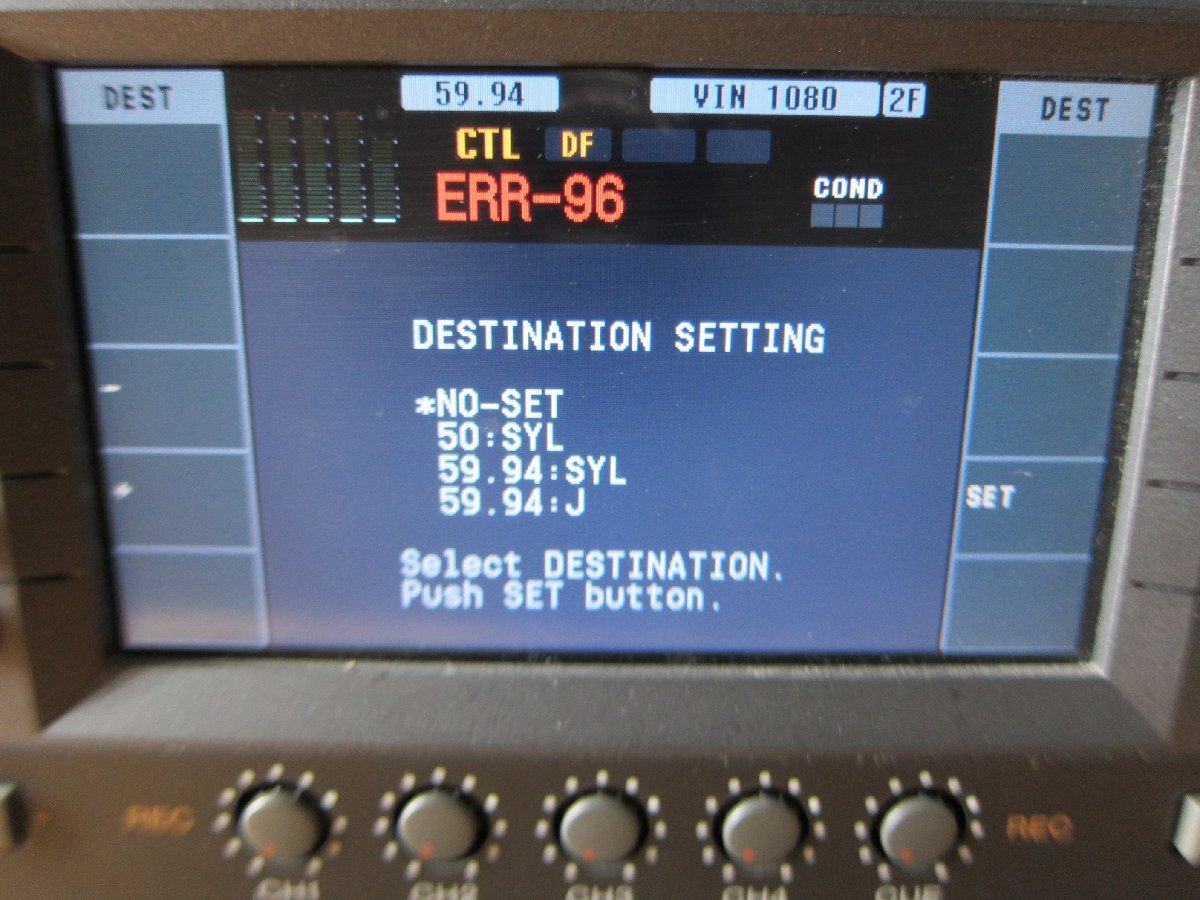 DEST
59.94
VIN 1080
2F
DEST
CTL DF
ERR-96
COND
DESTINATION SETTING
*NO-SET
50:SYL
59.94:SYL
59.94:J
SET
Select DESTINATION.
Push SET button.
REC
REC
CH1
CH2
CH3
CH4
CUE